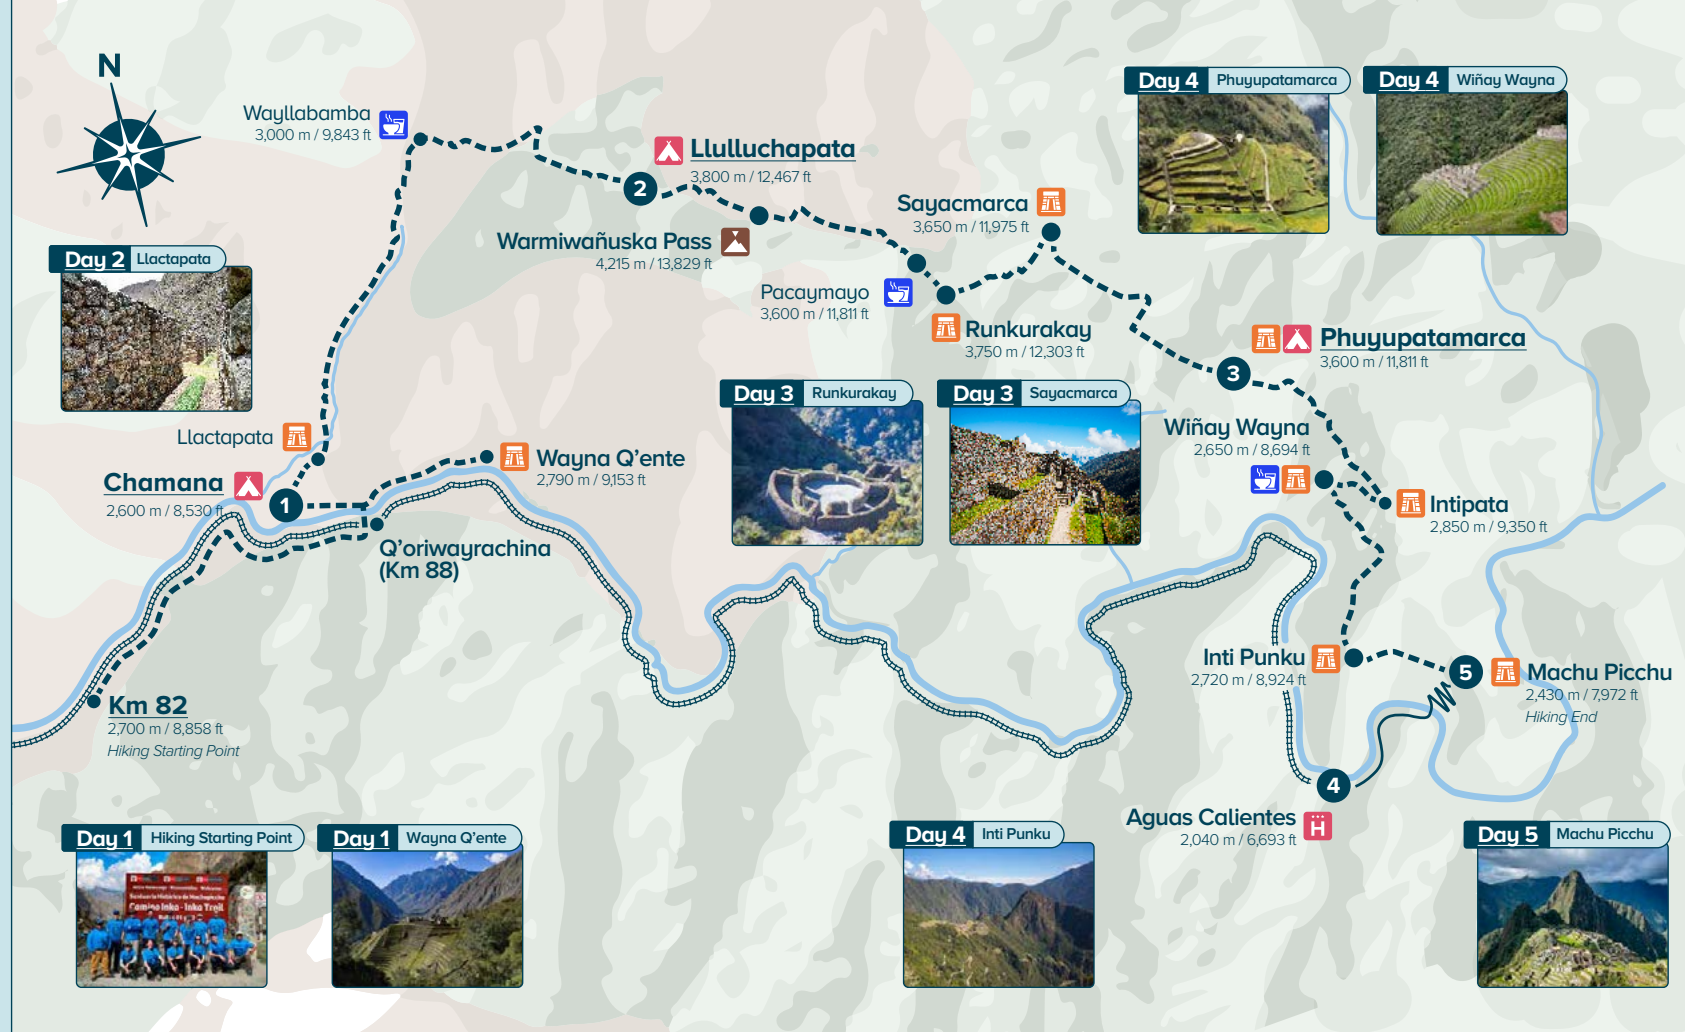 N
Wayllabamba
3,000 m / 9,843 ft
Llulluchapata
3,800 m / 12,467 ft
2
Warmiwañuska Pass
4,215 m / 13,829 ft
Sayacmarca
3,650 m / 11,975 ft
Pacaymayo
3,600 m / 11,811 ft
Runkurakay
3,750 m / 12,303 ft
Day 4 Phuyupatamarca
Day 4 Wiñay Wayna
Day 2 Llactapata
Phuyupatamarca
3,600 m / 11,811 ft
3
Day 3 Runkurakay
Day 3 Sayacmarca
Wiñay Wayna
2,650 m / 8,694 ft
Llactapata
Chamana
2,600 m / 8,530 ft
1
Wayna Q'ente
2,790 m / 9,153 ft
Intipata
2,850 m / 9,350 ft
Q'oriwayrachina
(Km 88)
Km 82
2,700 m / 8,858 ft
Hiking Starting Point
Inti Punku
2,720 m / 8,924 ft
5
Machu Picchu
2,430 m / 7,972 ft
Hiking End
4
Aguas Calientes
2,040 m / 6,693 ft
H
Day 1 Hiking Starting Point
Camino Inka - Inka Trail
Day 1 Wayna Q'ente
Day 4 Inti Punku
Day 5 Machu Picchu